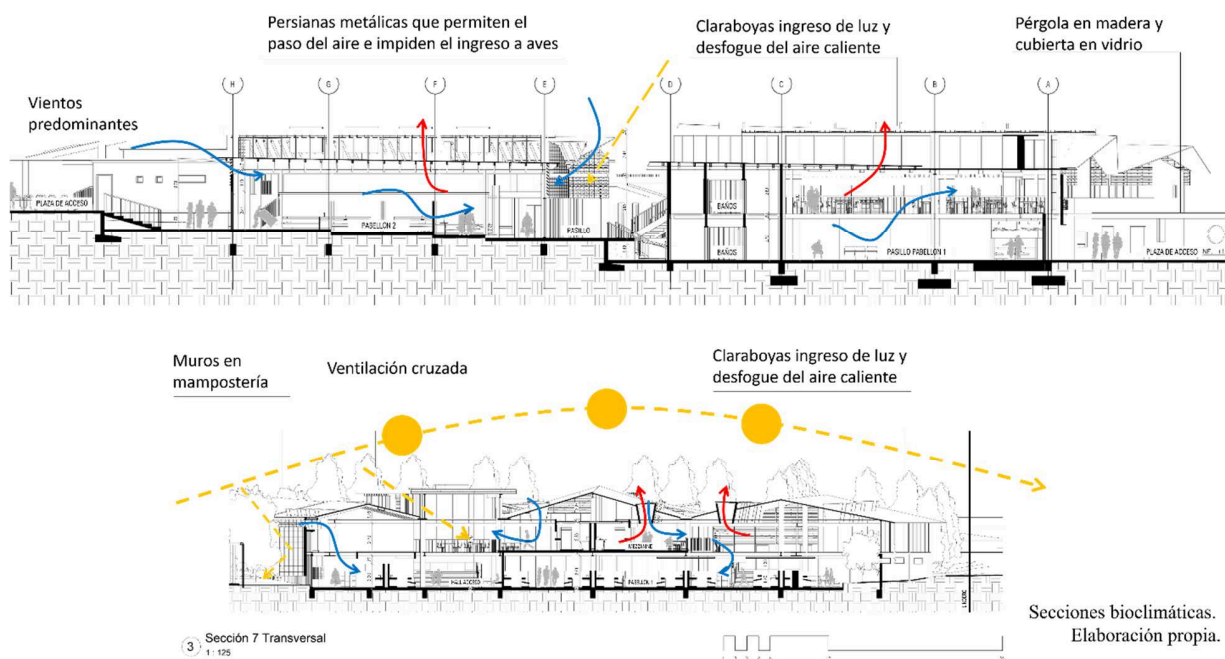 Persianas metálicas que permiten el
paso del aire e impiden el ingreso a aves
Claraboyas ingreso de luz y
desfogue del aire caliente
Pérgola en madera y
cubierta en vidrio
Vientos
predominantes
H
G
F
E
D
C
B
A
PLAZA DE ACCESO
PABELLON 2
PASILLO
BAÑOS
BAÑOS
PASILLO PABELLON 1
PLAZA DE ACCESO
Muros en
mampostería
Ventilación cruzada
Claraboyas ingreso de luz y
desfogue del aire caliente
MEZZANINE
HALL ACCESO
Secciones bioclimáticas.
Elaboración propia.
3 Sección 7 Transversal
1 : 125